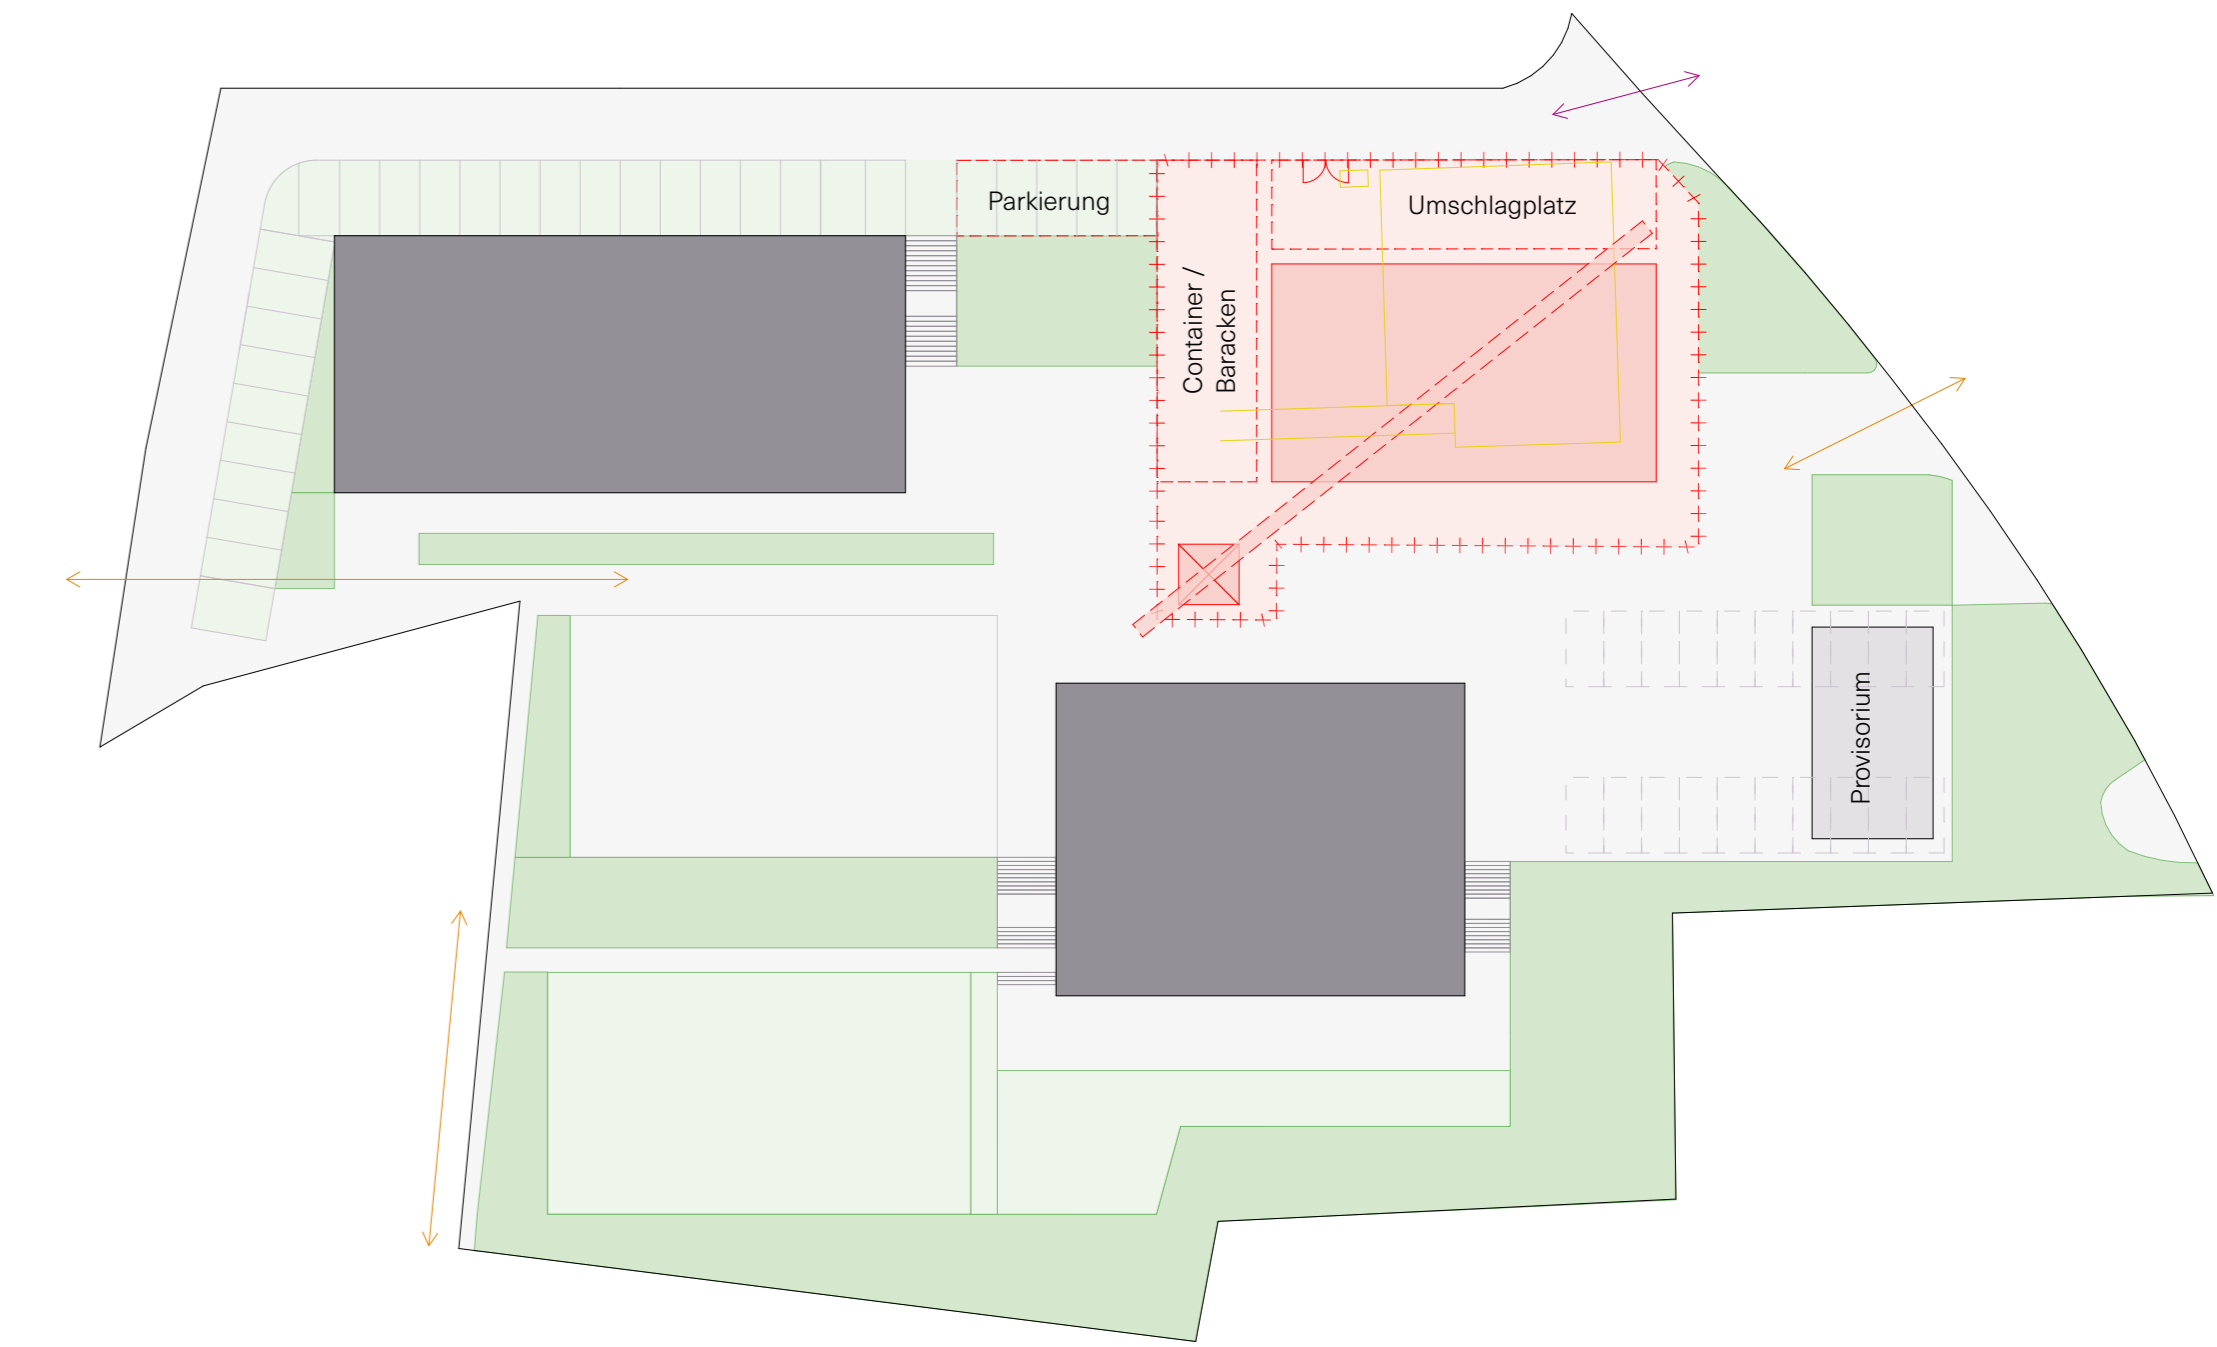 Parkierung
Umschlagplatz
Container /
Baracken
Provisorium